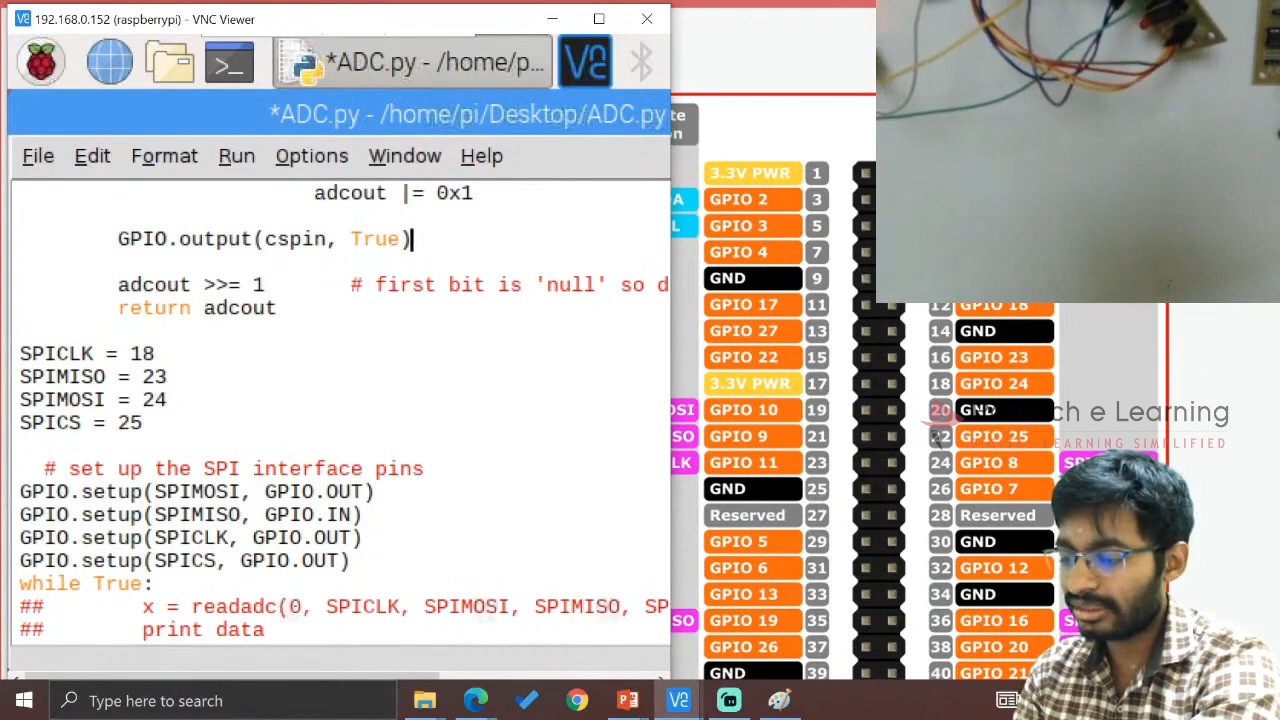 192.168.0.152 (raspberrypi) - VNC Viewer
*ADC.py - /home/p...
*ADC.py - /home/pi/Desktop/ADC.py
File Edit Format Run Options Window Help
adcout |= 0x1
GPIO.output(cspin, True)
adcout >>= 1 # first bit is 'null' so d
return adcout
SPICLK = 18
SPIMISO = 23
SPIMOSI = 24
SPICS = 25
# set up the SPI interface pins
GPIO.setup(SPIMOSI, GPIO.OUT)
GPIO.setup(SPIMISO, GPIO.IN)
GPIO.setup(SPICLK, GPIO.OUT)
GPIO.setup(SPICS, GPIO.OUT)
while True:
## x = readadc(0, SPICLK, SPIMOSI, SPIMISO, SP
## print data
te
on
3.3V PWR 1
A GPIO 2 3
L GPIO 3 5
GPIO 4 7
GND 9
GPIO 17 11 12 GPIO 18
GPIO 27 13 14 GND
GPIO 22 15 16 GPIO 23
3.3V PWR 17 18 GPIO 24
OSI GPIO 10 19 20 GND
SO GPIO 9 21 22 GPIO 25
LK GPIO 11 23 24 GPIO 8
GND 25 26 GPIO 7
Reserved 27 28 Reserved
GPIO 5 29 30 GND
GPIO 6 31 32 GPIO 12
GPIO 13 33 34 GND
SO GPIO 19 35 36 GPIO 16
GPIO 26 37 38 GPIO 20
GND 39 40 GPIO 21
e Learning
LEARNING SIMPLIFIED
Type here to search